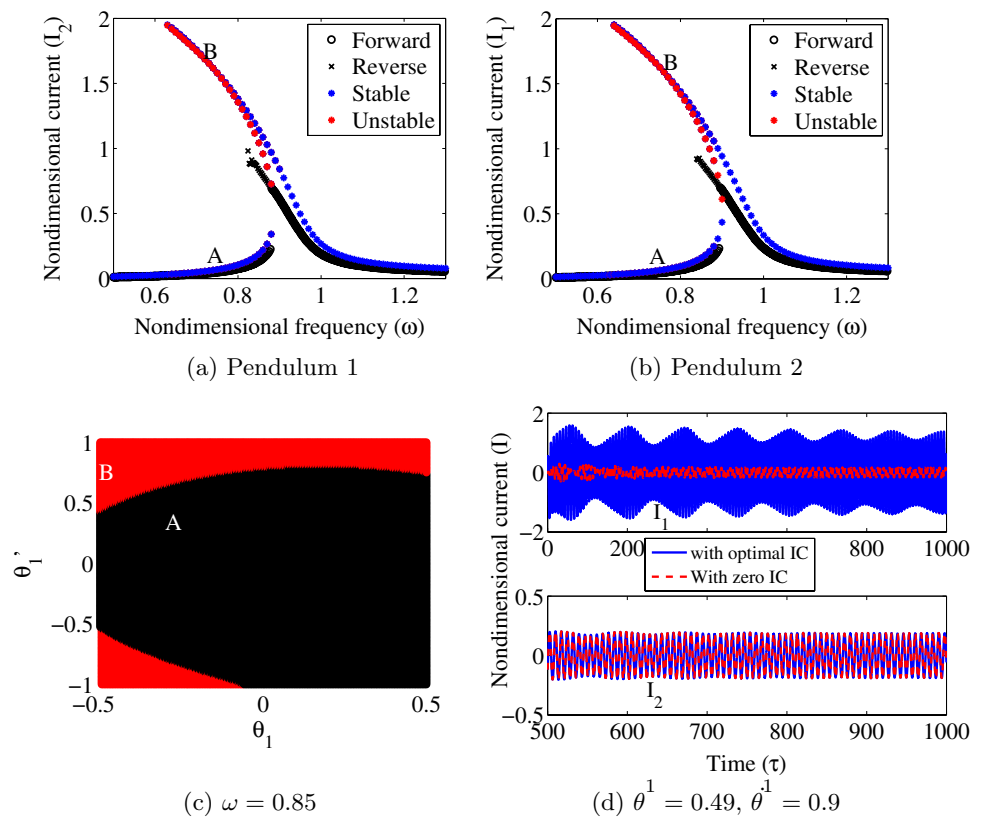 Nondimensional current (I2)
2
1.5
1
0.5
0
B
A
Forward
Reverse
Stable
Unstable
0.6 0.8 1 1.2
Nondimensional frequency (ω)
(a) Pendulum 1
Nondimensional current (I1)
2
1.5
1
0.5
0
B
A
Forward
Reverse
Stable
Unstable
0.6 0.8 1 1.2
Nondimensional frequency (ω)
(b) Pendulum 2
θ1'
1
0.5
0
−0.5
−1
B
A
−0.5 0 0.5
θ1
(c) ω = 0.85
Nondimensional current (I)
2
0
−2
I1
0 200 400 600 800 1000
with optimal IC
With zero IC
0.5
0
−0.5
I2
500 600 700 800 900 1000
Time (τ)
(d) θ1 = 0.49, θ̇1 = 0.9